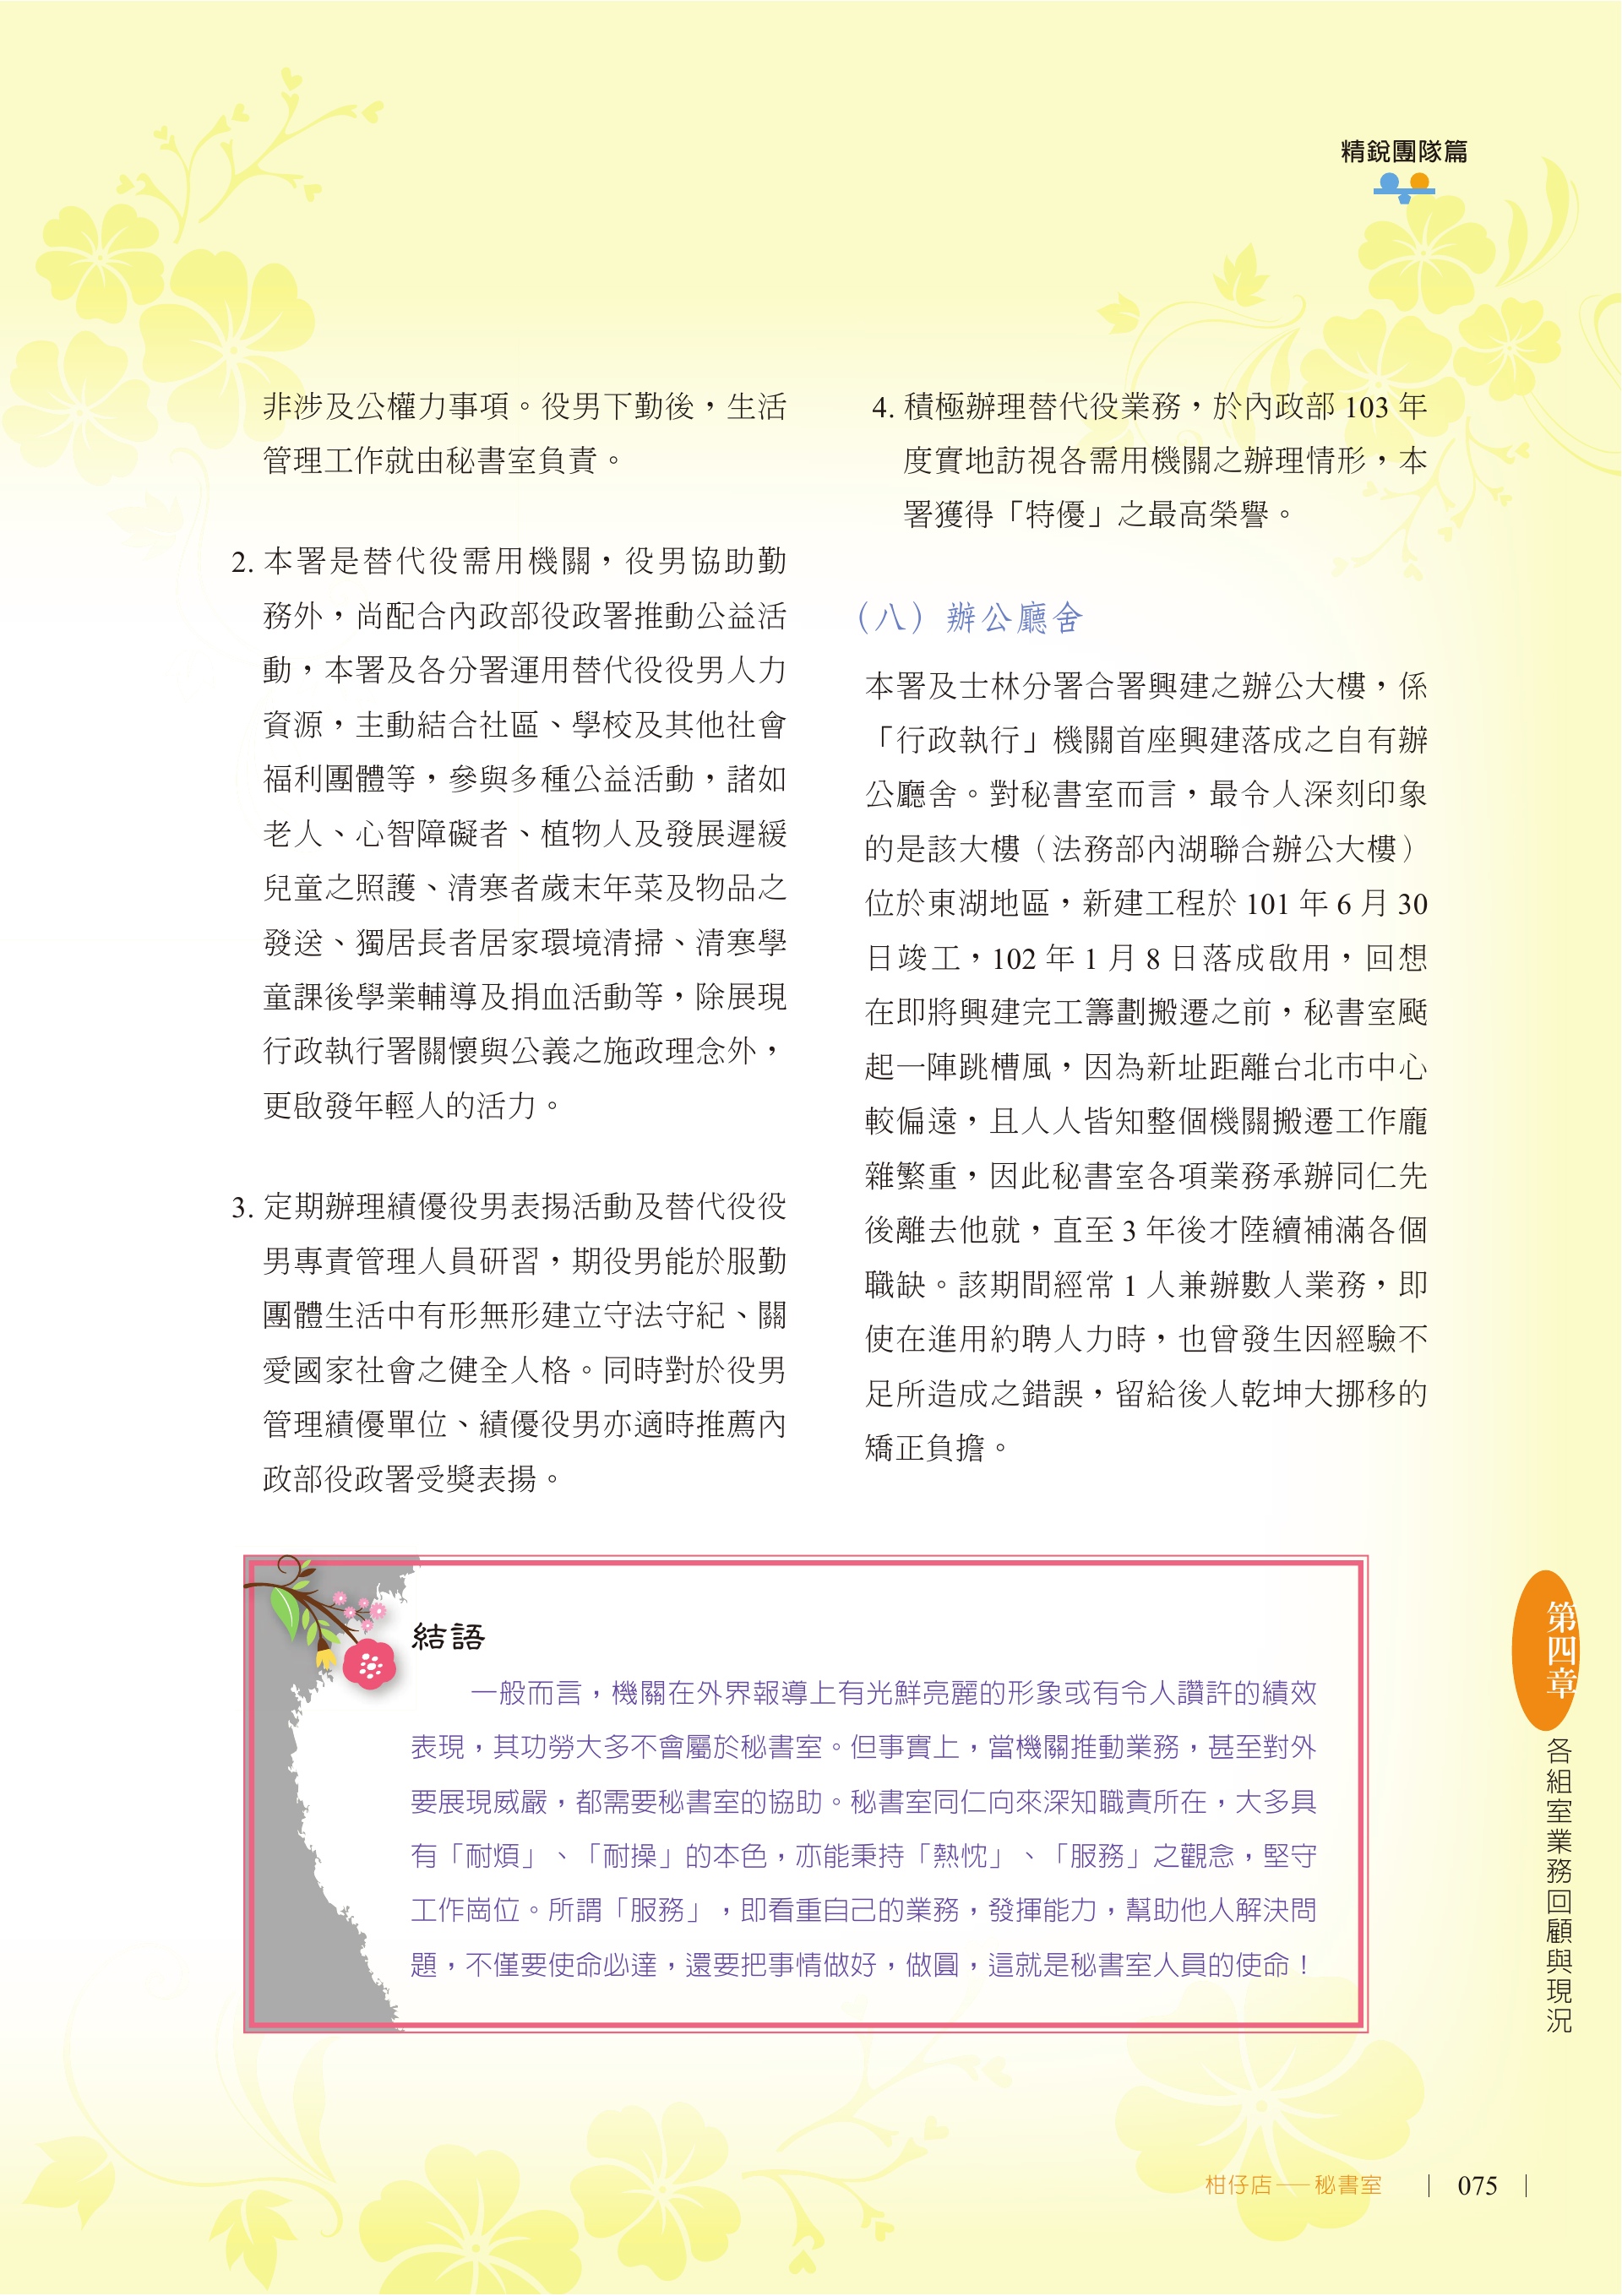 精銳團隊篇
非涉及公權力事項。役男下勤後，生活
管理工作就由秘書室負責。
2. 本署是替代役需用機關，役男協助勤
務外，尚配合內政部役政署推動公益活
動，本署及各分署運用替代役役男人力
資源，主動結合社區、學校及其他社會
福利團體等，參與多種公益活動，諸如
老人、心智障礙者、植物人及發展遲緩
兒童之照護、清寒者歲末年菜及物品之
發送、獨居長者居家環境清掃、清寒學
童課後學業輔導及捐血活動等，除展現
行政執行署關懷與公義之施政理念外，
更啟發年輕人的活力。
3. 定期辦理績優役男表揚活動及替代役役
男專責管理人員研習，期役男能於服勤
團體生活中有形無形建立守法守紀、關
愛國家社會之健全人格。同時對於役男
管理績優單位、績優役男亦適時推薦內
政部役政署受獎表揚。
4. 積極辦理替代役業務，於內政部 103 年
度實地訪視各需用機關之辦理情形，本
署獲得「特優」之最高榮譽。
（八）辦公廳舍
本署及士林分署合署興建之辦公大樓，係
「行政執行」機關首座興建落成之自有辦
公廳舍。對秘書室而言，最令人深刻印象
的是該大樓（法務部內湖聯合辦公大樓）
位於東湖地區，新建工程於 101 年 6 月 30
日竣工，102 年 1 月 8 日落成啟用，回想
在即將興建完工籌劃搬遷之前，秘書室颳
起一陣跳槽風，因為新址距離台北市中心
較偏遠，且人人皆知整個機關搬遷工作龐
雜繁重，因此秘書室各項業務承辦同仁先
後離去他就，直至 3 年後才陸續補滿各個
職缺。該期間經常 1 人兼辦數人業務，即
使在進用約聘人力時，也曾發生因經驗不
足所造成之錯誤，留給後人乾坤大挪移的
矯正負擔。
結語
一般而言，機關在外界報導上有光鮮亮麗的形象或有令人讚許的績效
表現，其功勞大多不會屬於秘書室。但事實上，當機關推動業務，甚至對外
要展現威嚴，都需要秘書室的協助。秘書室同仁向來深知職責所在，大多具
有「耐煩」、「耐操」的本色，亦能秉持「熱忱」、「服務」之觀念，堅守
工作崗位。所謂「服務」，即看重自己的業務，發揮能力，幫助他人解決問
題，不僅要使命必達，還要把事情做好，做圓，這就是秘書室人員的使命！
第四章
各組室業務回顧與現況
柑仔店──秘書室
075